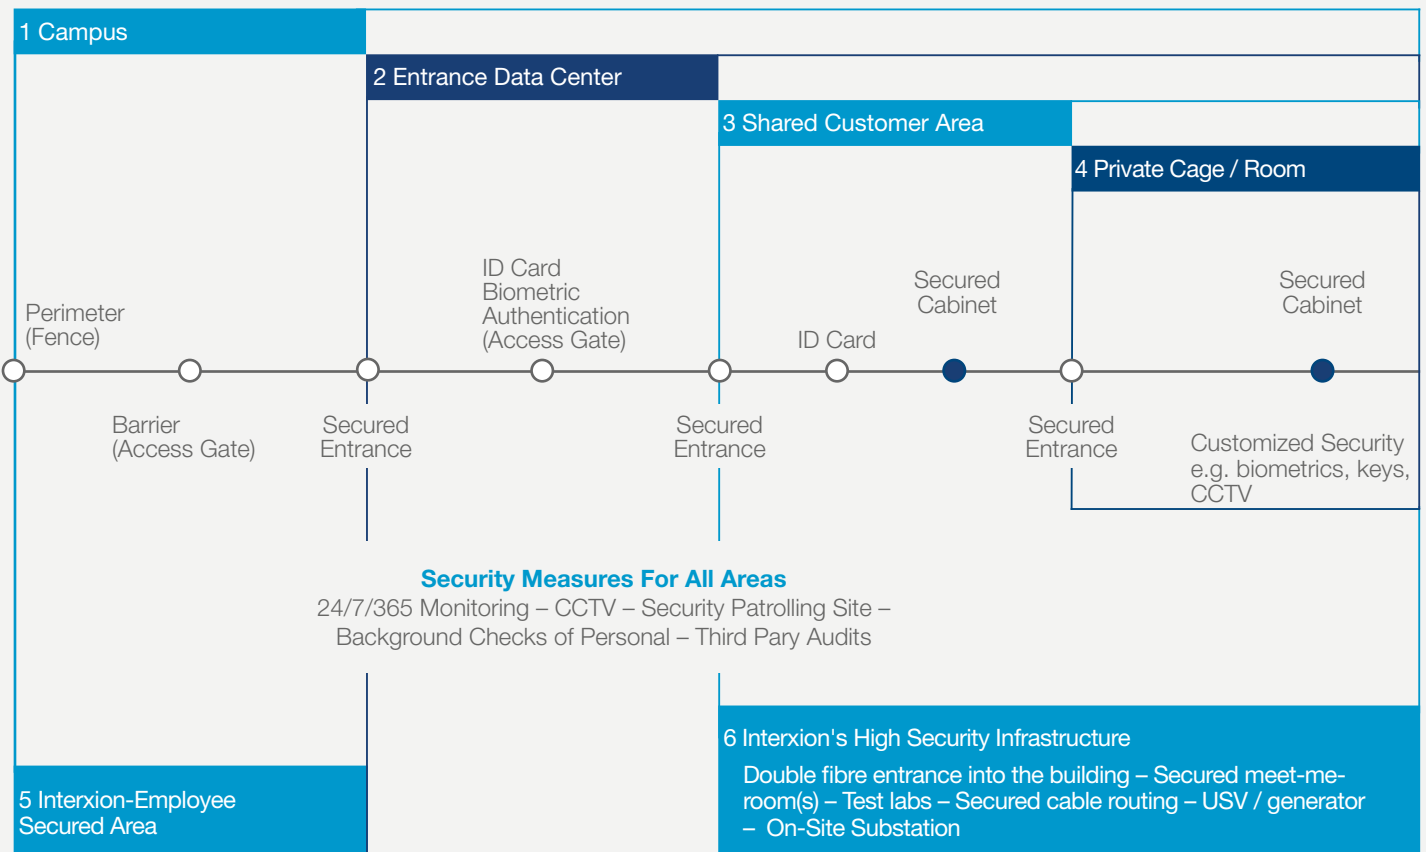 1 Campus
2 Entrance Data Center
3 Shared Customer Area
4 Private Cage / Room
Perimeter
(Fence)
Barrier
(Access Gate)
Secured
Entrance
ID Card
Biometric
Authentication
(Access Gate)
Secured
Entrance
ID Card
Secured
Cabinet
Secured
Entrance
Secured
Cabinet
Customized Security
e.g. biometrics, keys,
CCTV
Security Measures For All Areas
24/7/365 Monitoring – CCTV – Security Patrolling Site –
Background Checks of Personal – Third Pary Audits
5 Interxion-Employee
Secured Area
6 Interxion's High Security Infrastructure
Double fibre entrance into the building – Secured meet-me-
room(s) – Test labs – Secured cable routing – USV / generator
– On-Site Substation